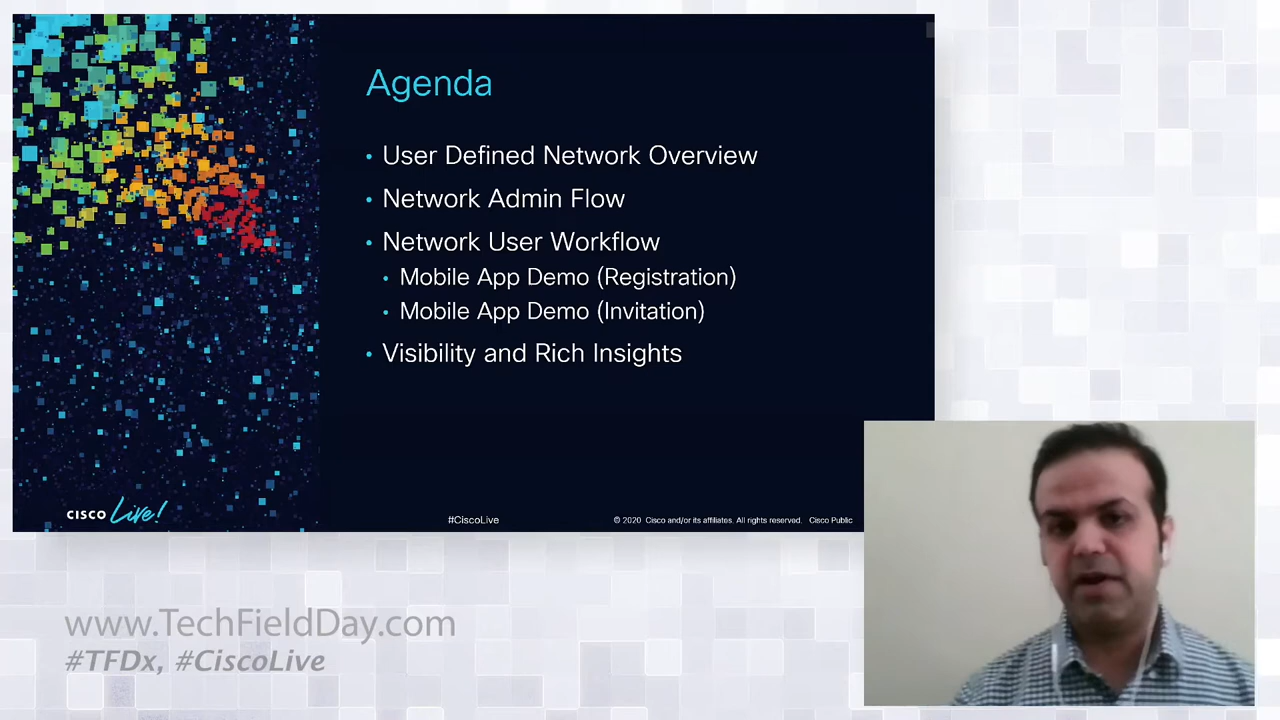 Agenda
• User Defined Network Overview
• Network Admin Flow
• Network User Workflow
• Mobile App Demo (Registration)
• Mobile App Demo (Invitation)
• Visibility and Rich Insights
CISCO Live!
#CiscoLive
© 2020 Cisco and/or its affiliates. All rights reserved. Cisco Public
www.TechFieldDay.com
#TFDx, #CiscoLive